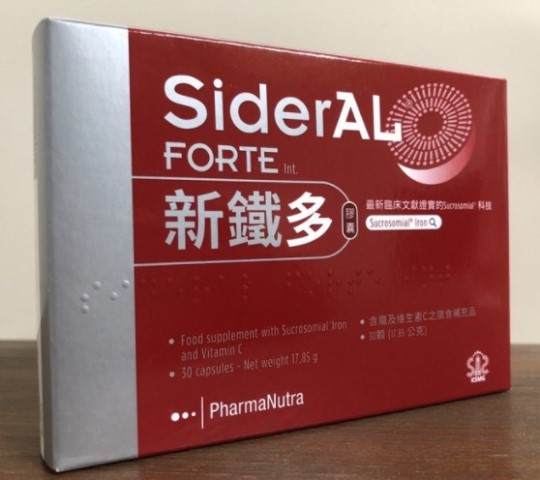 SiderAL®
FORTE Int.
新鐵多 膠囊
最新臨床文獻證實的Sucrosomial® 科技
Sucrosomial® Iron
• Food supplement with Sucrosomial® Iron
and Vitamin C
• 30 capsules - Net weight 17,85 g
• 含鐵及維生素C之膳食補充品
• 30顆 (17.85 公克)
PharmaNutra
KSMG